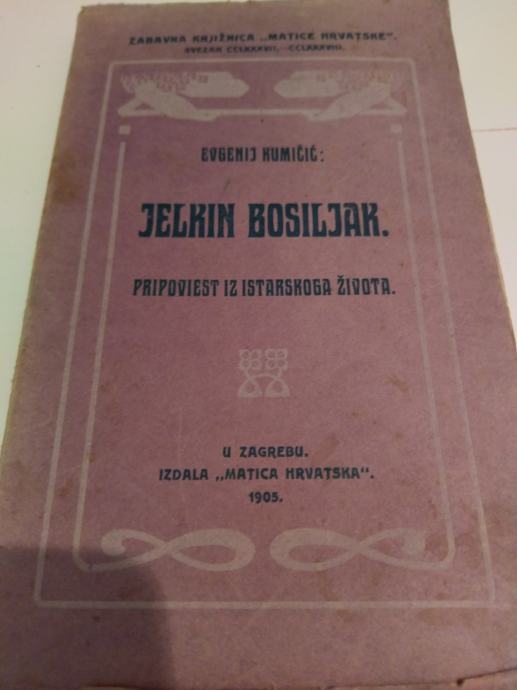 ZABAVNA KNJIŽNICA „MATICE HRVATSKE“.
SVEZAK CCLXXXVII, CCLXXXVIII.
EVGENIJ KUMIČIĆ:
JELKIN BOSILJAK.
PRIPOVIEST IZ ISTARSKOGA ŽIVOTA.
U ZAGREBU.
IZDALA „MATICA HRVATSKA“.
1905.